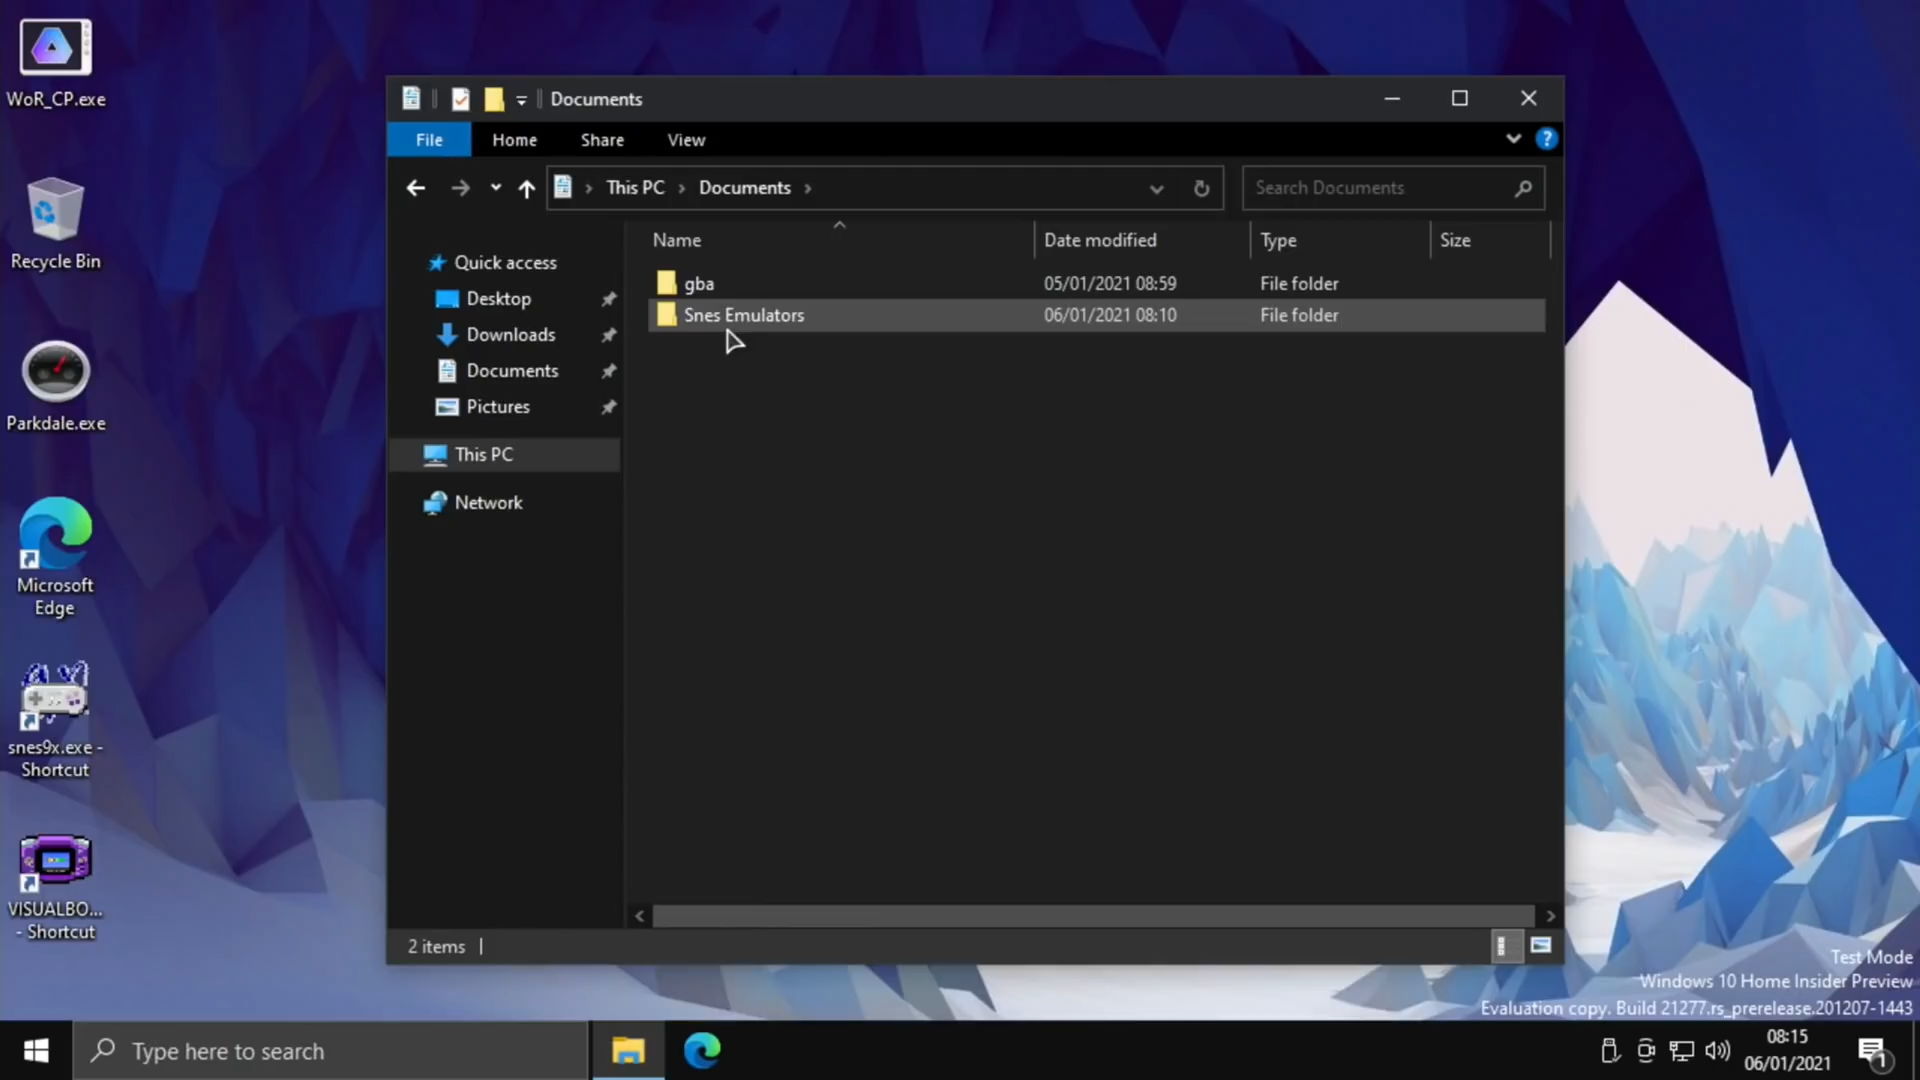 WoR_CP.exe
Recycle Bin
Parkdale.exe
Microsoft
Edge
snes9x.exe -
Shortcut
VISUALBO...
- Shortcut
Documents
File Home Share View
This PC Documents
Search Documents
Quick access
Desktop
Downloads
Documents
Pictures
This PC
Network
Name Date modified Type Size
gba 05/01/2021 08:59 File folder
Snes Emulators 06/01/2021 08:10 File folder
2 items
Test Mode
Windows 10 Home Insider Preview
Evaluation copy. Build 21277.rs_prerelease.201207-1443
Type here to search
08:15
06/01/2021
1